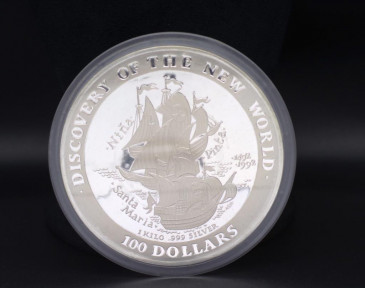 · DISCOVERY OF THE NEW WORLD ·
Niña
Pinta
1492
1992
Santa
Maria
1 KILO .999 SILVER
100 DOLLARS